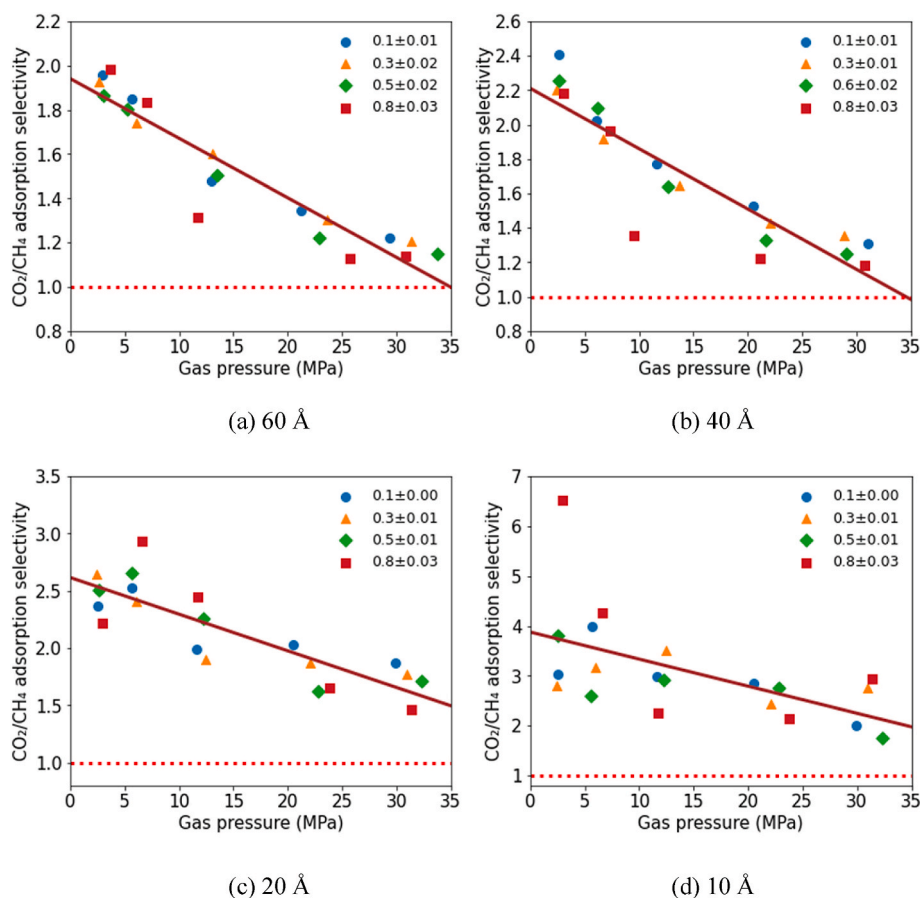 CO₂/CH₄ adsorption selectivity
2.2
2.0
1.8
1.6
1.4
1.2
1.0
0.8
0.1±0.01
0.3±0.02
0.5±0.02
0.8±0.03
0 5 10 15 20 25 30 35
Gas pressure (MPa)
(a) 60 Å
CO₂/CH₄ adsorption selectivity
2.6
2.4
2.2
2.0
1.8
1.6
1.4
1.2
1.0
0.8
0.1±0.01
0.3±0.01
0.6±0.02
0.8±0.03
0 5 10 15 20 25 30 35
Gas pressure (MPa)
(b) 40 Å
CO₂/CH₄ adsorption selectivity
3.5
3.0
2.5
2.0
1.5
1.0
0.1±0.00
0.3±0.01
0.5±0.01
0.8±0.03
0 5 10 15 20 25 30 35
Gas pressure (MPa)
(c) 20 Å
CO₂/CH₄ adsorption selectivity
7
6
5
4
3
2
1
0.1±0.00
0.3±0.01
0.5±0.01
0.8±0.03
0 5 10 15 20 25 30 35
Gas pressure (MPa)
(d) 10 Å